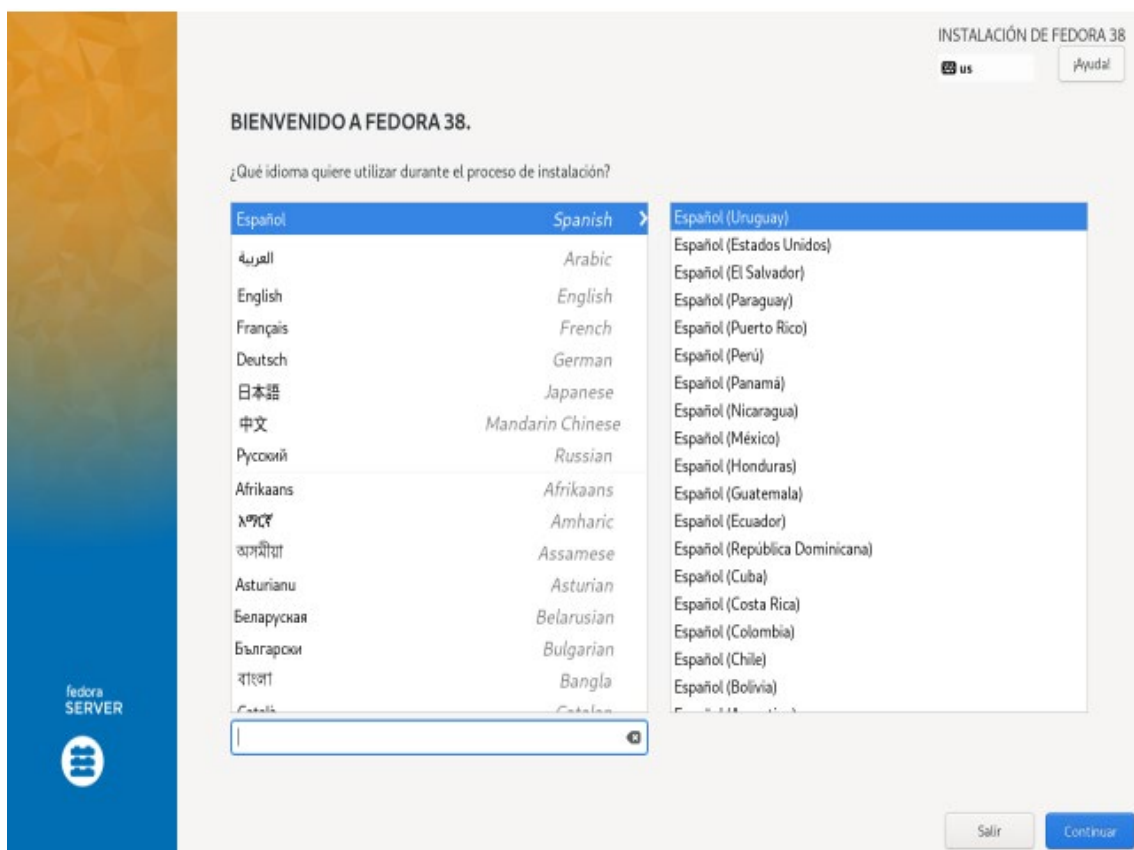 INSTALACIÓN DE FEDORA 38
us
¡Ayuda!
BIENVENIDO A FEDORA 38.
¿Qué idioma quiere utilizar durante el proceso de instalación?
Español Spanish
العربية Arabic
English English
Français French
Deutsch German
日本語 Japanese
中文 Mandarin Chinese
Русский Russian
Afrikaans Afrikaans
አማርኛ Amharic
অসমীয়া Assamese
Asturianu Asturian
Беларуская Belarusian
Български Bulgarian
বাংলা Bangla
Català Catalan
Español (Uruguay)
Español (Estados Unidos)
Español (El Salvador)
Español (Paraguay)
Español (Puerto Rico)
Español (Perú)
Español (Panamá)
Español (Nicaragua)
Español (México)
Español (Honduras)
Español (Guatemala)
Español (Ecuador)
Español (República Dominicana)
Español (Cuba)
Español (Costa Rica)
Español (Colombia)
Español (Chile)
Español (Bolivia)
fedora
SERVER
Salir
Continuar